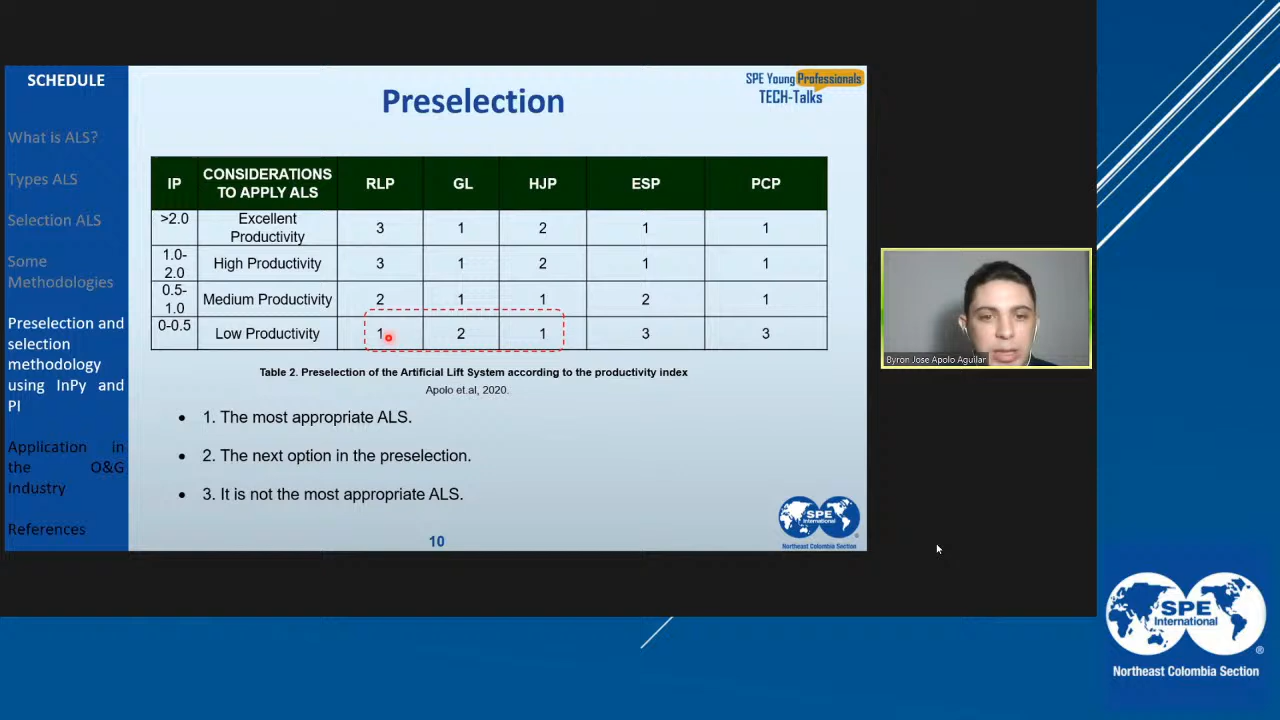 SCHEDULE
What is ALS?
Types ALS
Selection ALS
Some
Methodologies
Preselection and
selection
methodology
using InPy and
PI
Application in
the O&G
Industry
References
Preselection
SPE Young Professionals
TECH-Talks
IP CONSIDERATIONS TO APPLY ALS RLP GL HJP ESP PCP
>2.0 Excellent Productivity 3 1 2 1 1
1.0-2.0 High Productivity 3 1 2 1 1
0.5-1.0 Medium Productivity 2 1 1 2 1
0-0.5 Low Productivity 1 2 1 3 3
Table 2. Preselection of the Artificial Lift System according to the productivity index
Apolo et.al, 2020.
• 1. The most appropriate ALS.
• 2. The next option in the preselection.
• 3. It is not the most appropriate ALS.
10
SPE
International
®
Northeast Colombia Section
Byron Jose Apolo Aguilar
SPE
International
®
Northeast Colombia Section